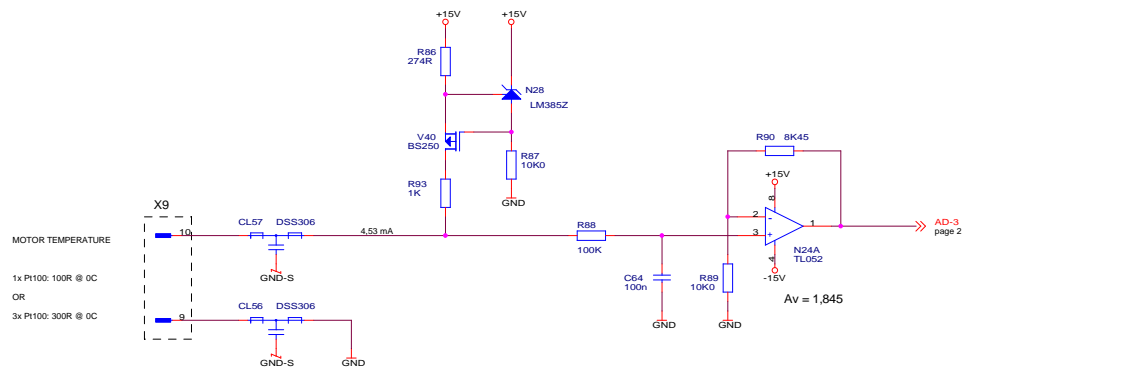 +15V
+15V
R86
274R
N28
LM385Z
V40
BS250
R87
10K0
R90 8K45
R93
1K
GND
+15V
8
X9
10
CL57 DSS306
4,53 mA
R88
100K
2
-
3
+
1
AD-3
page 2
MOTOR TEMPERATURE
GND-S
N24A
TL052
4
-15V
1x Pt100: 100R @ 0C
C64
100n
R89
10K0
OR
Av = 1,845
3x Pt100: 300R @ 0C
9
CL56 DSS306
GND
GND
GND-S
GND